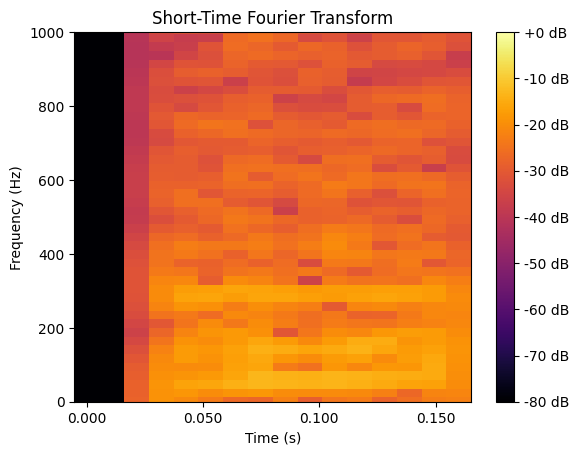 Short-Time Fourier Transform
1000
800
600
400
200
0
Frequency (Hz)
0.000
0.050
0.100
0.150
Time (s)
+0 dB
-10 dB
-20 dB
-30 dB
-40 dB
-50 dB
-60 dB
-70 dB
-80 dB